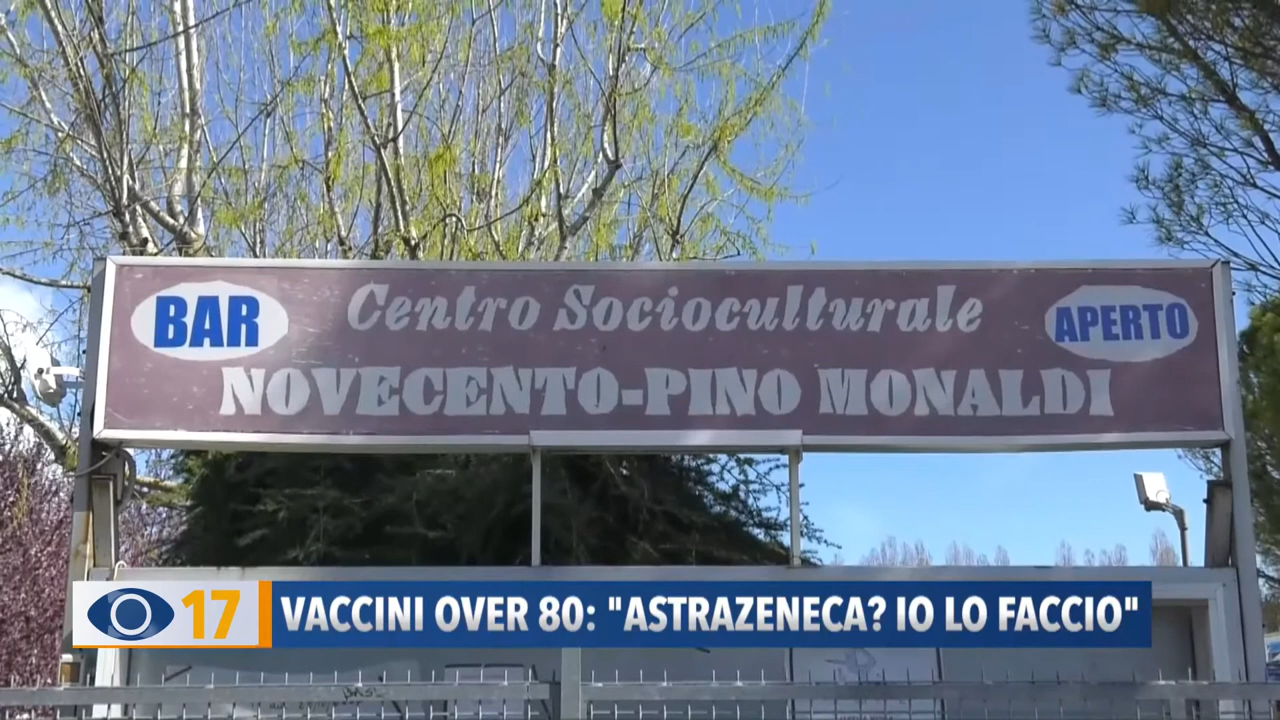 BAR
Centro Socioculturale
APERTO
NOVECENTO-PINO MONALDI
17
VACCINI OVER 80: "ASTRAZENECA? IO LO FACCIO"